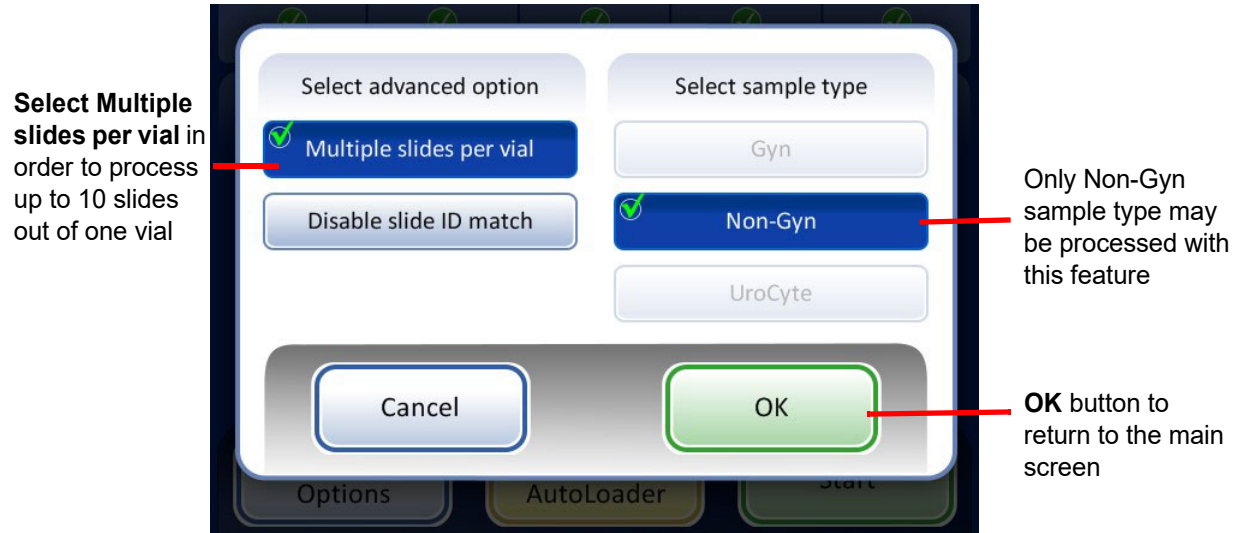 Select Multiple
slides per vial in
order to process
up to 10 slides
out of one vial
Select advanced option
Multiple slides per vial
Disable slide ID match
Select sample type
Gyn
Non-Gyn
UroCyte
Cancel
OK
Options
AutoLoader
Start
Only Non-Gyn
sample type may
be processed with
this feature
OK button to
return to the main
screen